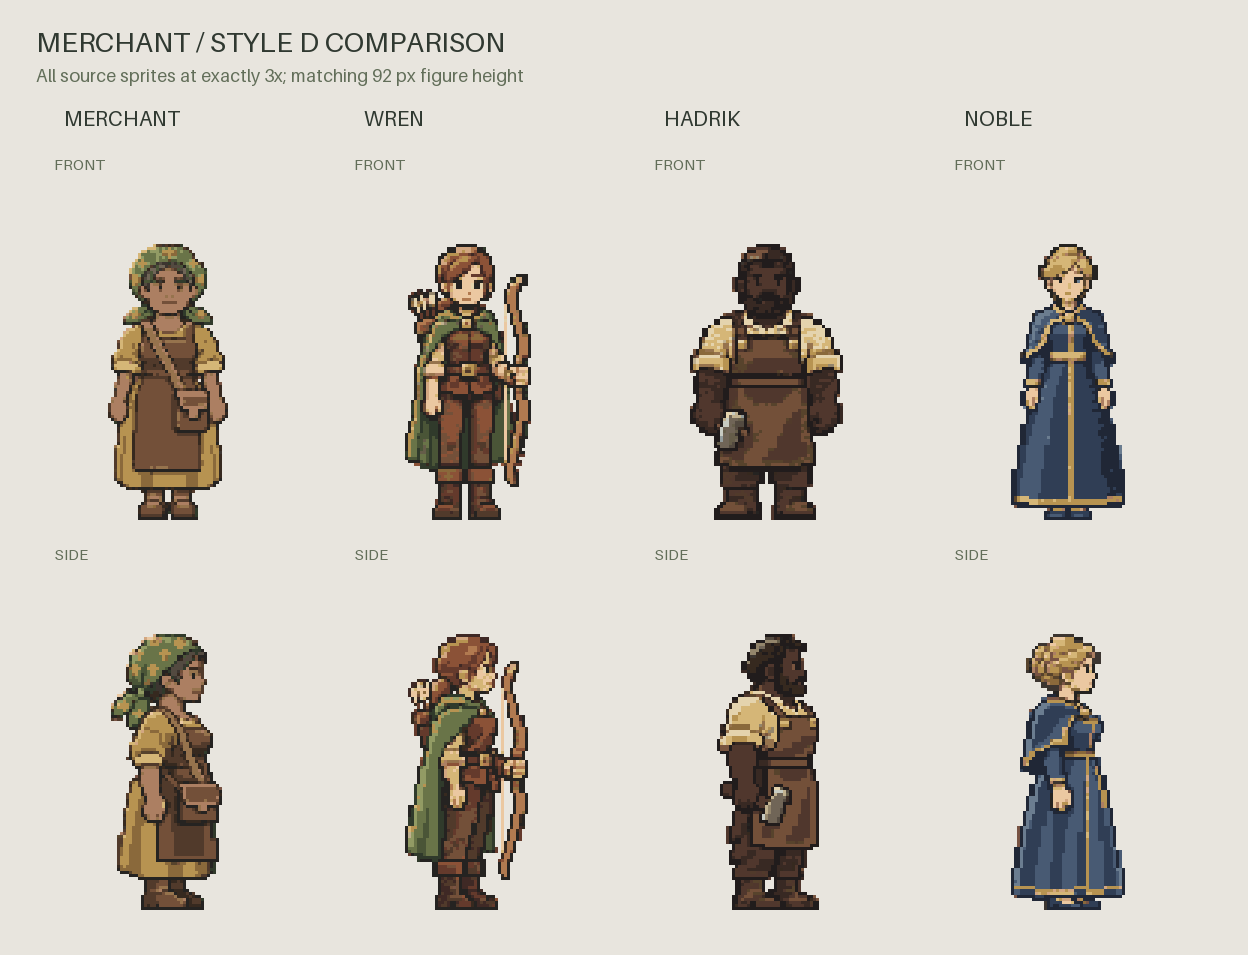 MERCHANT / STYLE D COMPARISON
All source sprites at exactly 3x; matching 92 px figure height
MERCHANT WREN HADRIK NOBLE
FRONT FRONT FRONT FRONT
SIDE SIDE SIDE SIDE